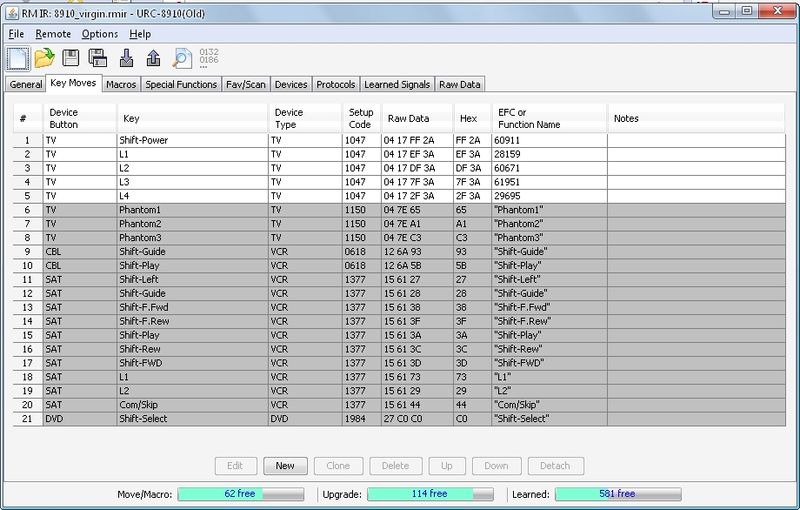 RM IR: 8910_virgin.rmir - URC-8910(Old)
File Remote Options Help
0132
0186
...
General Key Moves Macros Special Functions Fav/Scan Devices Protocols Learned Signals Raw Data
# Device Button Key Device Type Setup Code Raw Data Hex EFC or Function Name Notes
1 TV Shift-Power TV 1047 04 17 FF 2A FF 2A 60911
2 TV L1 TV 1047 04 17 EF 3A EF 3A 28159
3 TV L2 TV 1047 04 17 DF 3A DF 3A 60671
4 TV L3 TV 1047 04 17 7F 3A 7F 3A 61951
5 TV L4 TV 1047 04 17 2F 3A 2F 3A 29695
6 TV Phantom1 TV 1150 04 7E 65 65 "Phantom1"
7 TV Phantom2 TV 1150 04 7E A1 A1 "Phantom2"
8 TV Phantom3 TV 1150 04 7E C3 C3 "Phantom3"
9 CBL Shift-Guide VCR 0618 12 6A 93 93 "Shift-Guide"
10 CBL Shift-Play VCR 0618 12 6A 5B 5B "Shift-Play"
11 SAT Shift-Left VCR 1377 15 61 27 27 "Shift-Left"
12 SAT Shift-Guide VCR 1377 15 61 28 28 "Shift-Guide"
13 SAT Shift-F.Fwd VCR 1377 15 61 38 38 "Shift-F.Fwd"
14 SAT Shift-F.Rew VCR 1377 15 61 3F 3F "Shift-F.Rew"
15 SAT Shift-Play VCR 1377 15 61 3A 3A "Shift-Play"
16 SAT Shift-Rew VCR 1377 15 61 3C 3C "Shift-Rew"
17 SAT Shift-FWD VCR 1377 15 61 3D 3D "Shift-FWD"
18 SAT L1 VCR 1377 15 61 73 73 "L1"
19 SAT L2 VCR 1377 15 61 29 29 "L2"
20 SAT Com/Skip VCR 1377 15 61 44 44 "Com/Skip"
21 DVD Shift-Select DVD 1984 27 C0 C0 C0 "Shift-Select"
Edit New Clone Delete Up Down Detach
Move/Macro: 62 free Upgrade: 114 free Learned: 581 free